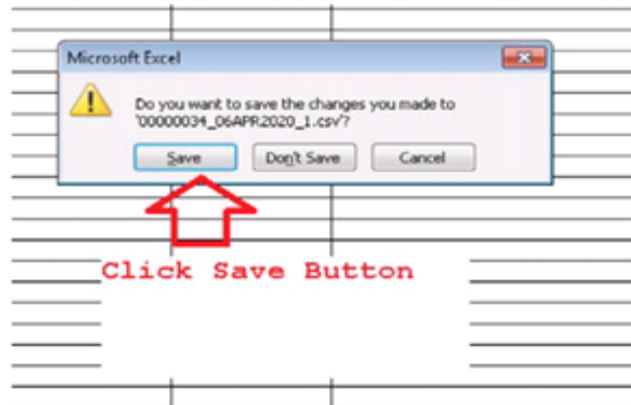 Microsoft Excel
Do you want to save the changes you made to
'00000034_06APR2020_1.csv'?
Save Don't Save Cancel
Click Save Button